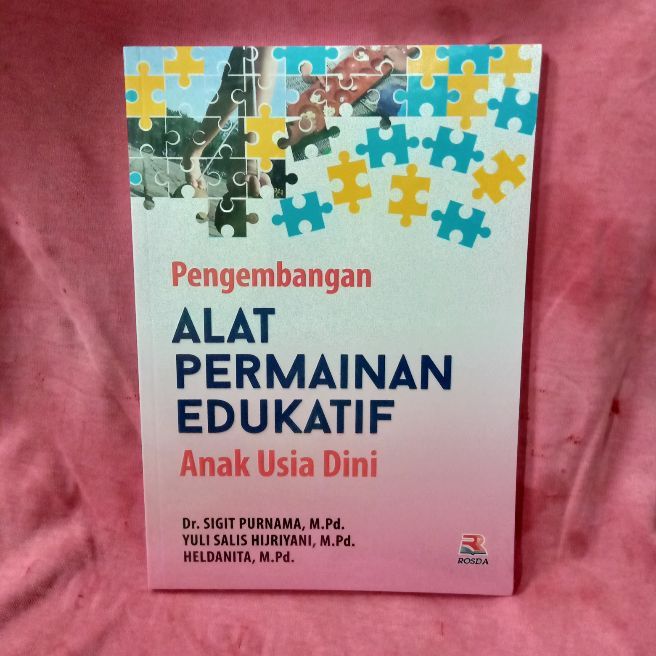 Pengembangan
ALAT
PERMAINAN
EDUKATIF
Anak Usia Dini
Dr. SIGIT PURNAMA, M.Pd.
YULI SALIS HIJRIYANI, M.Pd.
HELDANITA, M.Pd.
ROSDA